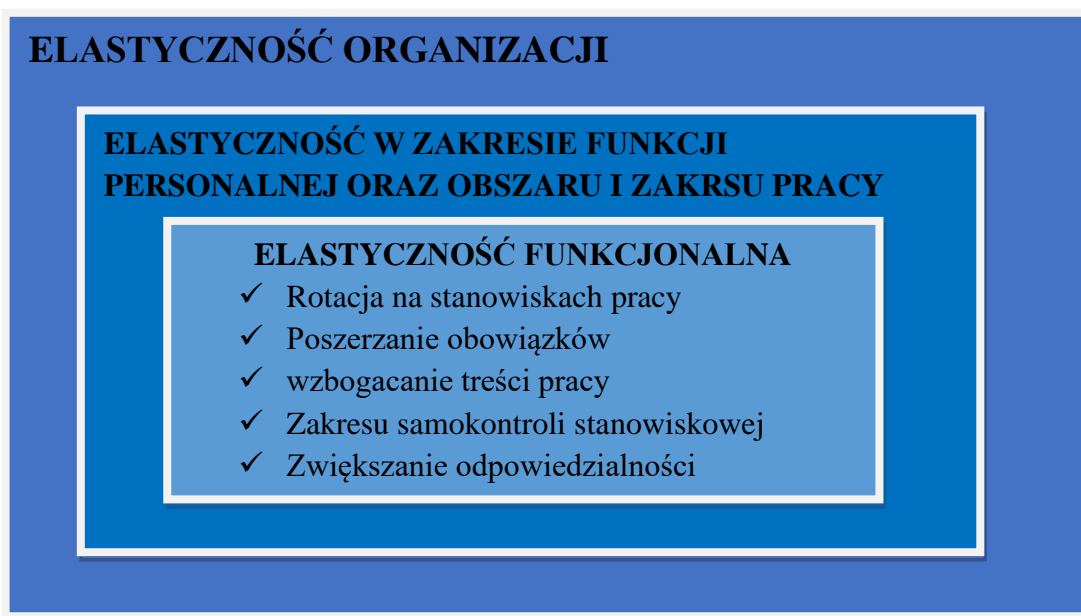 ELASTYCZNOŚĆ ORGANIZACJI
ELASTYCZNOŚĆ W ZAKRESIE FUNKCJI
PERSONALNEJ ORAZ OBSZARU I ZAKRSU PRACY
ELASTYCZNOŚĆ FUNKCJONALNA
✓ Rotacja na stanowiskach pracy
✓ Poszerzanie obowiązków
✓ wzbogacanie treści pracy
✓ Zakresu samokontroli stanowiskowej
✓ Zwiększanie odpowiedzialności